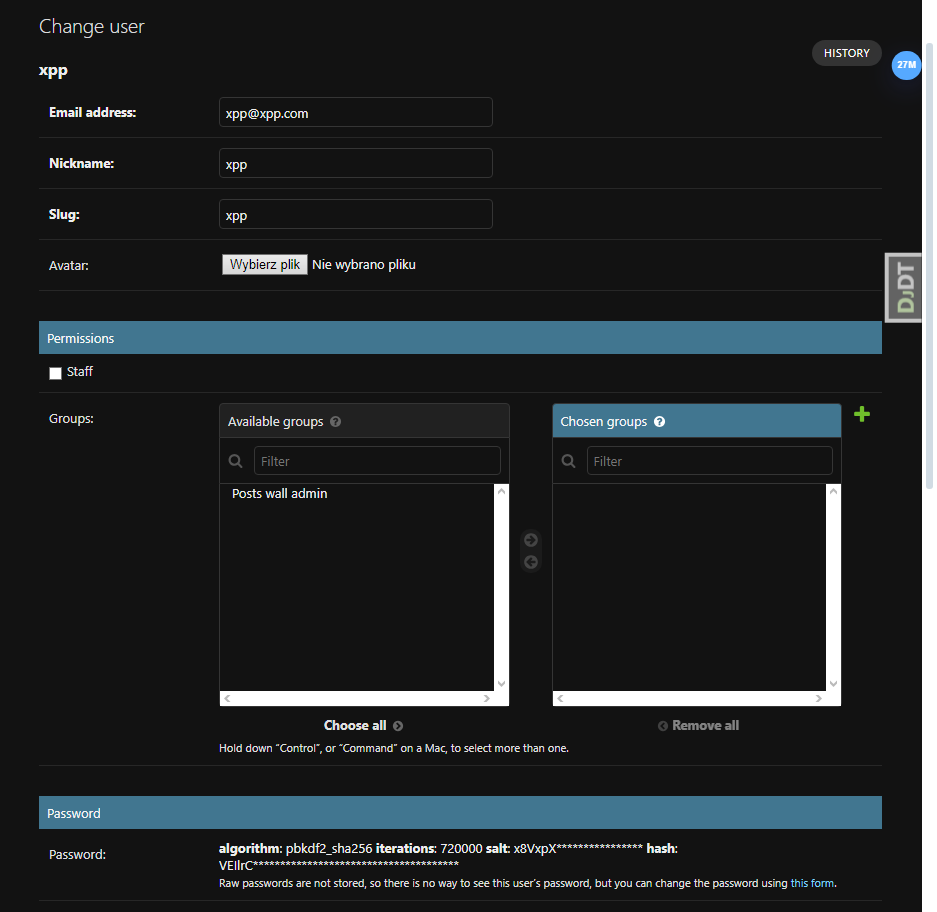 Change user
HISTORY
27M
xpp
Email address:
xpp@xpp.com
Nickname:
xpp
Slug:
xpp
Avatar:
Wybierz plik Nie wybrano pliku
DJDT
Permissions
Staff
Groups:
Available groups ?
Chosen groups ?
Filter
Filter
Posts wall admin
Choose all
Remove all
Hold down “Control”, or “Command” on a Mac, to select more than one.
Password
Password:
algorithm: pbkdf2_sha256 iterations: 720000 salt: x8VxpX**************** hash:
VEIlrC**************************************
Raw passwords are not stored, so there is no way to see this user’s password, but you can change the password using this form.